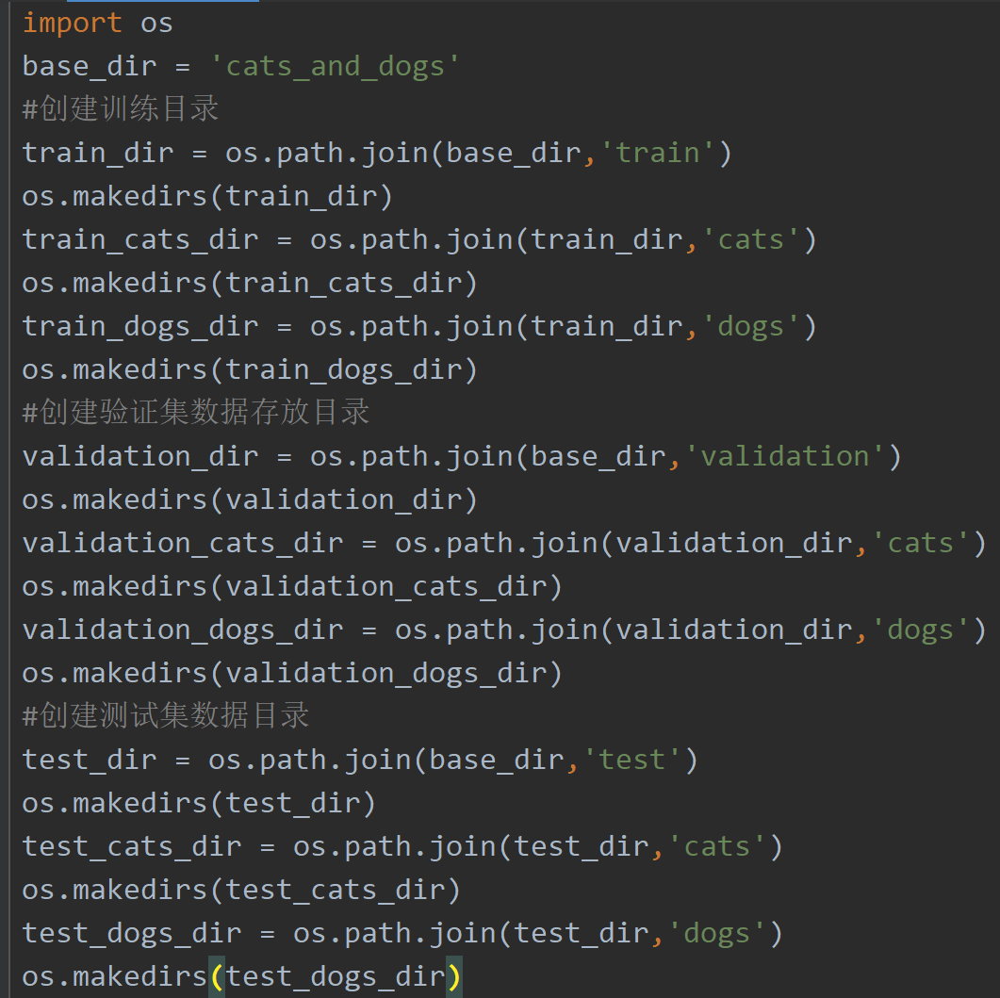 import os
base_dir = 'cats_and_dogs'
#创建训练目录
train_dir = os.path.join(base_dir,'train')
os.makedirs(train_dir)
train_cats_dir = os.path.join(train_dir,'cats')
os.makedirs(train_cats_dir)
train_dogs_dir = os.path.join(train_dir,'dogs')
os.makedirs(train_dogs_dir)
#创建验证集数据存放目录
validation_dir = os.path.join(base_dir,'validation')
os.makedirs(validation_dir)
validation_cats_dir = os.path.join(validation_dir,'cats')
os.makedirs(validation_cats_dir)
validation_dogs_dir = os.path.join(validation_dir,'dogs')
os.makedirs(validation_dogs_dir)
#创建测试集数据目录
test_dir = os.path.join(base_dir,'test')
os.makedirs(test_dir)
test_cats_dir = os.path.join(test_dir,'cats')
os.makedirs(test_cats_dir)
test_dogs_dir = os.path.join(test_dir,'dogs')
os.makedirs(test_dogs_dir)